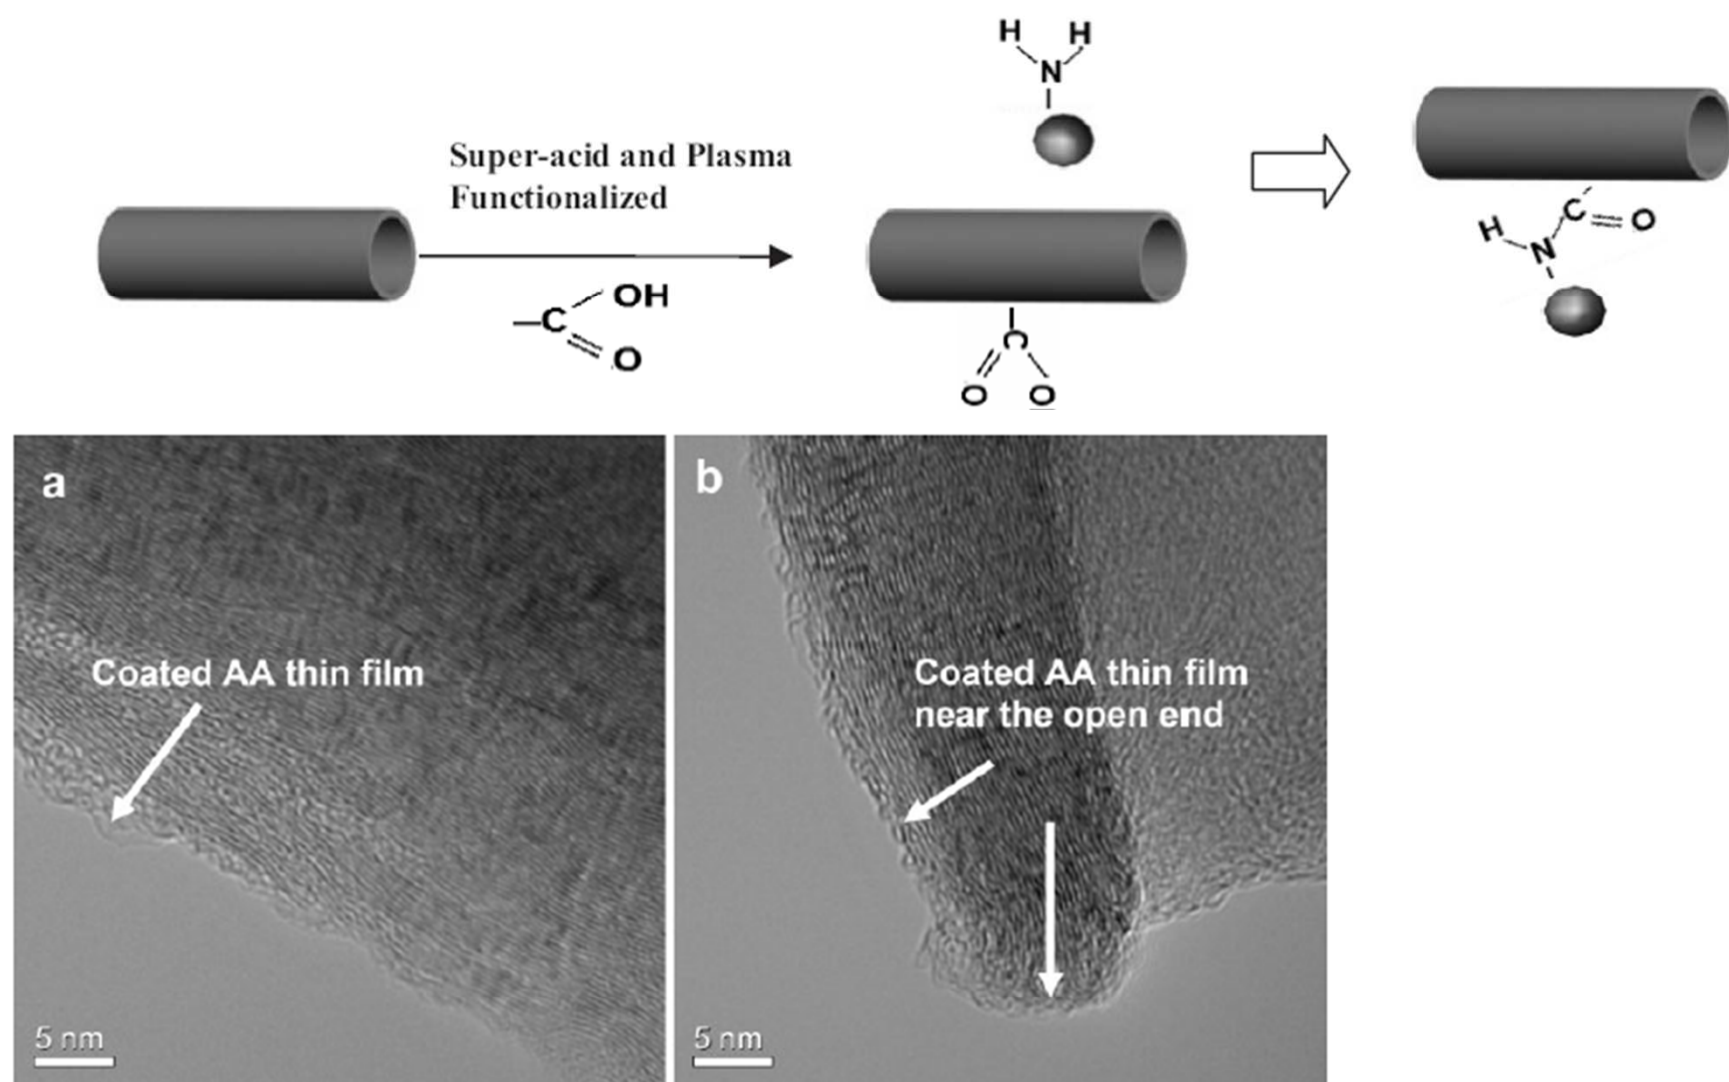 H H
N
Super-acid and Plasma
Functionalized
OH
C
O
C
O O
C O
H
N
a
Coated AA thin film
5 nm
b
Coated AA thin film
near the open end
5 nm